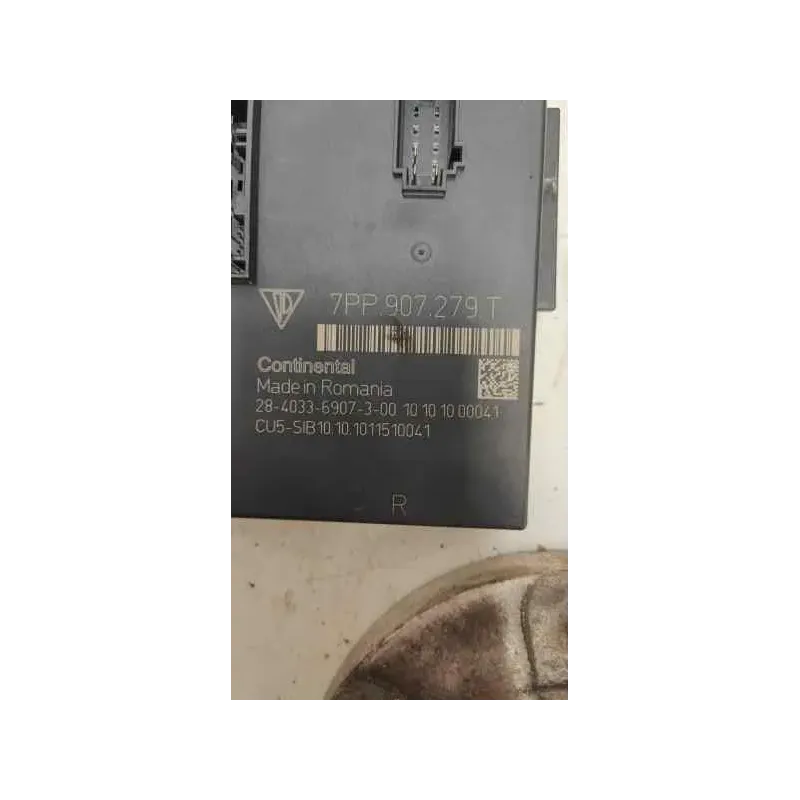 7PP.907.279.T
Continental
Made in Romania
28-4033-6907-3-00 10 10 10 00041
CU5-SIB10.10.1011510041
R